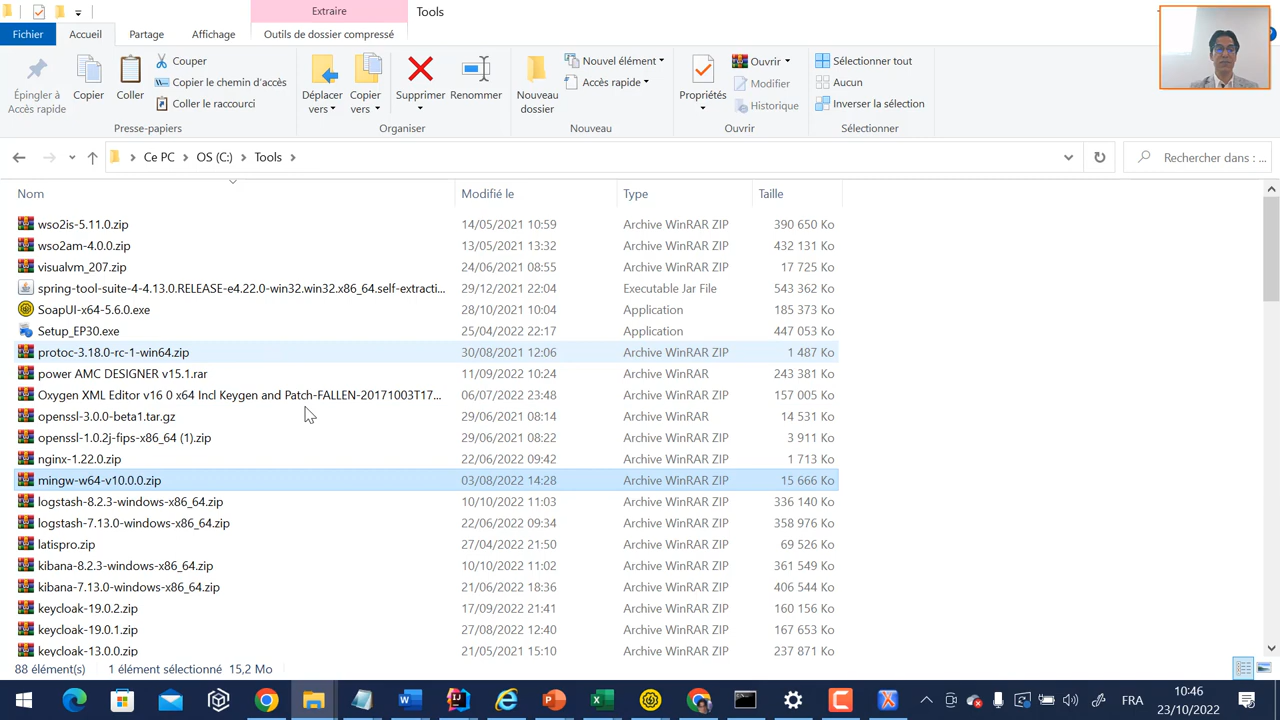 Extraire
Tools
Fichier
Accueil
Partage
Affichage
Outils de dossier compressé
Épingler à
Accès rapide
Copier
Coller
Couper
Copier le chemin d'accès
Coller le raccourci
Presse-papiers
Déplacer
vers
Copier
vers
Supprimer
Renommer
Organiser
Nouveau
dossier
Nouvel élément
Accès rapide
Nouveau
Propriétés
Ouvrir
Modifier
Historique
Ouvrir
Sélectionner tout
Aucun
Inverser la sélection
Sélectionner
Ce PC
OS (C:)
Tools
Rechercher dans : ...
Nom Modifié le Type Taille
wso2is-5.11.0.zip 14/05/2021 10:59 Archive WinRAR ZIP 390 650 Ko
wso2am-4.0.0.zip 13/05/2021 13:32 Archive WinRAR ZIP 432 131 Ko
visualvm_207.zip 24/06/2021 08:55 Archive WinRAR ZIP 17 725 Ko
spring-tool-suite-4-4.13.0.RELEASE-e4.22.0-win32.win32.x86_64.self-extracti... 29/12/2021 22:04 Executable Jar File 543 362 Ko
SoapUI-x64-5.6.0.exe 28/10/2021 10:04 Application 185 373 Ko
Setup_EP30.exe 25/04/2022 22:17 Application 447 053 Ko
protoc-3.18.0-rc-1-win64.zip 30/08/2021 12:06 Archive WinRAR ZIP 1 487 Ko
power AMC DESIGNER v15.1.rar 11/09/2022 10:24 Archive WinRAR 243 381 Ko
Oxygen XML Editor v16 0 x64 Incl Keygen and Patch-FALLEN-20171003T17... 06/07/2022 23:48 Archive WinRAR ZIP 157 005 Ko
openssl-3.0.0-beta1.tar.gz 29/06/2021 08:14 Archive WinRAR 14 531 Ko
openssl-1.0.2j-fips-x86_64 (1).zip 29/06/2021 08:22 Archive WinRAR ZIP 3 911 Ko
nginx-1.22.0.zip 22/06/2022 09:42 Archive WinRAR ZIP 1 713 Ko
mingw-w64-v10.0.0.zip 03/08/2022 14:28 Archive WinRAR ZIP 15 666 Ko
logstash-8.2.3-windows-x86_64.zip 10/10/2022 11:03 Archive WinRAR ZIP 336 140 Ko
logstash-7.13.0-windows-x86_64.zip 22/06/2022 09:34 Archive WinRAR ZIP 358 976 Ko
latispro.zip 27/04/2022 21:50 Archive WinRAR ZIP 69 526 Ko
kibana-8.2.3-windows-x86_64.zip 10/10/2022 11:02 Archive WinRAR ZIP 361 549 Ko
kibana-7.13.0-windows-x86_64.zip 21/06/2022 18:36 Archive WinRAR ZIP 406 544 Ko
keycloak-19.0.2.zip 17/09/2022 21:41 Archive WinRAR ZIP 160 156 Ko
keycloak-19.0.1.zip 27/08/2022 12:40 Archive WinRAR ZIP 167 653 Ko
keycloak-13.0.0.zip 21/05/2021 15:10 Archive WinRAR ZIP 237 871 Ko
88 élément(s) 1 élément sélectionné 15,2 Mo
FRA
10:46
23/10/2022